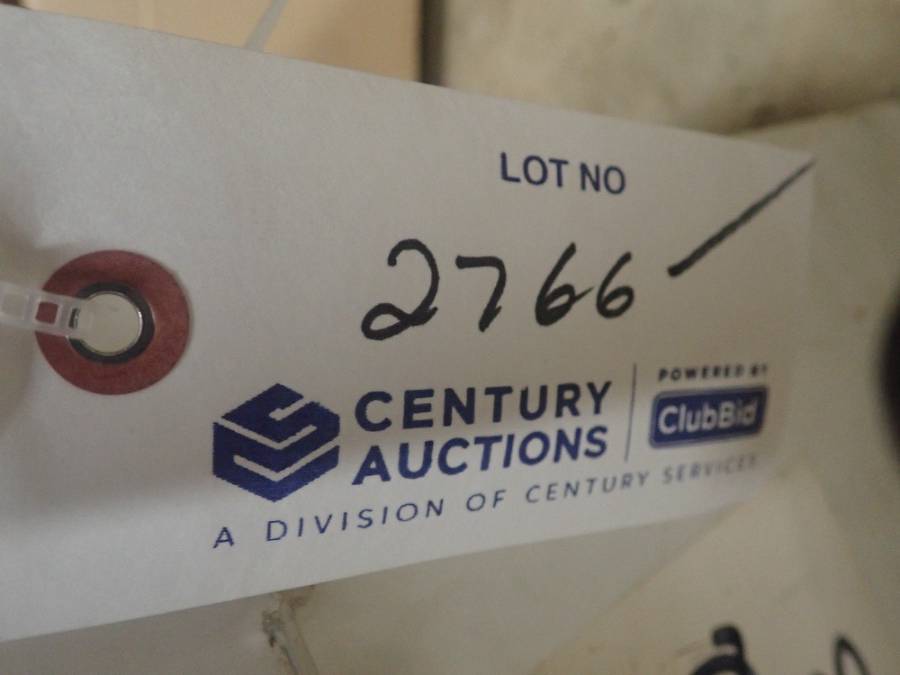 LOT NO
2766 /
CENTURY
AUCTIONS
POWERED BY
ClubBid
A DIVISION OF CENTURY SERVICES